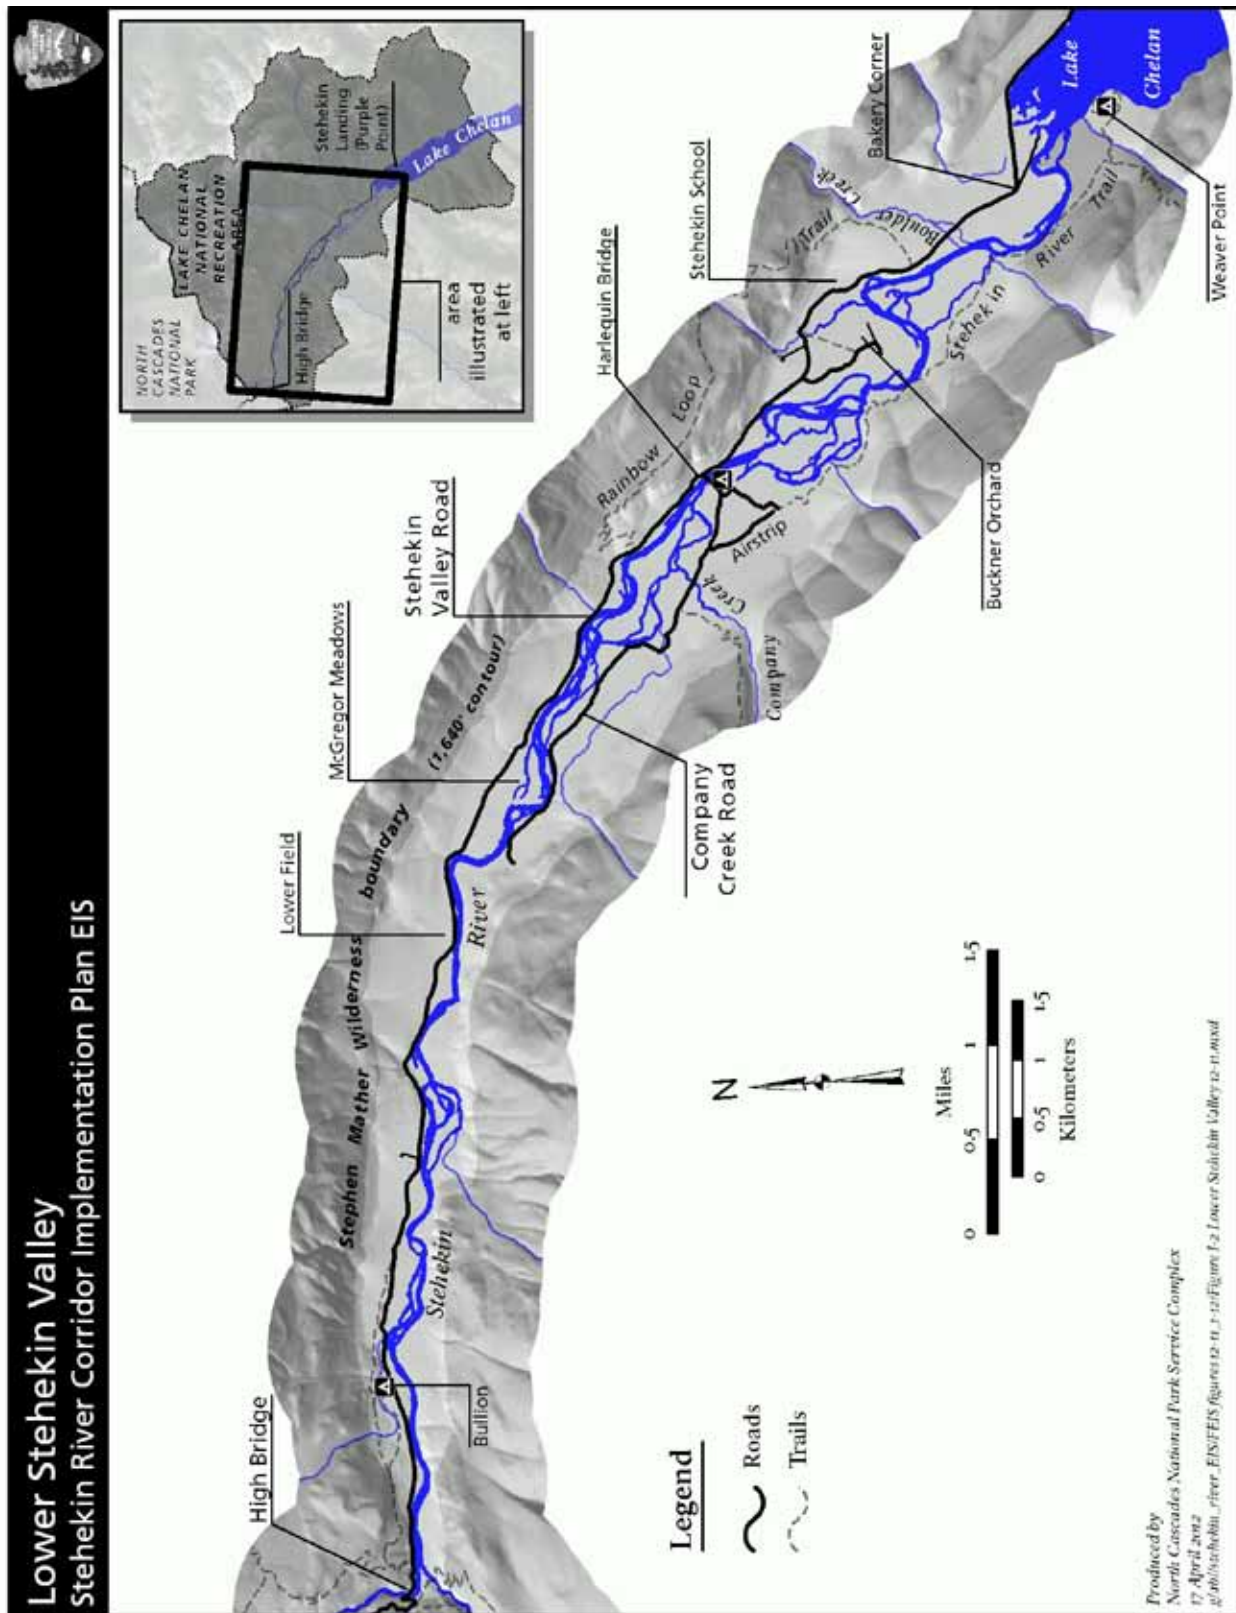 Lower Stehekin Valley
Stehekin River Corridor Implementation Plan EIS
NORTH
CASCADES
NATIONAL
PARK
LAKE CHELAN
NATIONAL
RECREATION
AREA
Stehekin
Landing
(Purple
Point)
High Bridge
Lake Chelan
area
illustrated
at left
High Bridge
Bullion
Stehekin
River
Stephen Mather Wilderness boundary (1,640' contour)
Lower Field
McGregor Meadows
Stehekin
Valley Road
Company
Creek Road
Company
Creek
Rainbow
Loop
Airstrip
Harlequin Bridge
Buckner Orchard
Stehekin School
Trail
Boulder
Creek
Bakery Corner
Stehekin
River
Trail
Weaver Point
Lake
Chelan
Legend
Roads
Trails
N
Miles
0 0.5 1 1.5
0 0.5 1 1.5
Kilometers
Produced by
North Cascades National Park Service Complex
17 April 2012